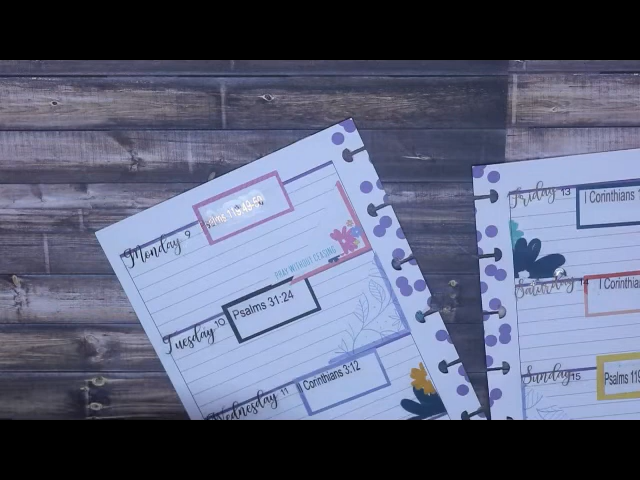 Monday 9
PRAY WITHOUT CEASING
Tuesday 10
Psalms 31:24
Wednesday 11
Corinthians 3:12
Friday 13
I Corinthians
Saturday 14
I Corinthians
Sunday 15
Psalms 119